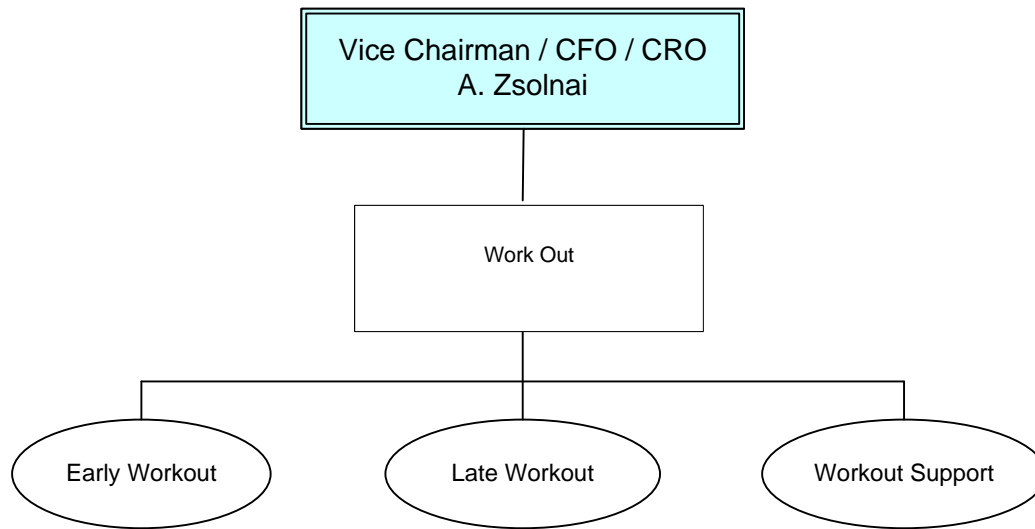 Vice Chairman / CFO / CRO
A. Zsolnai
Work Out
Early Workout
Late Workout
Workout Support